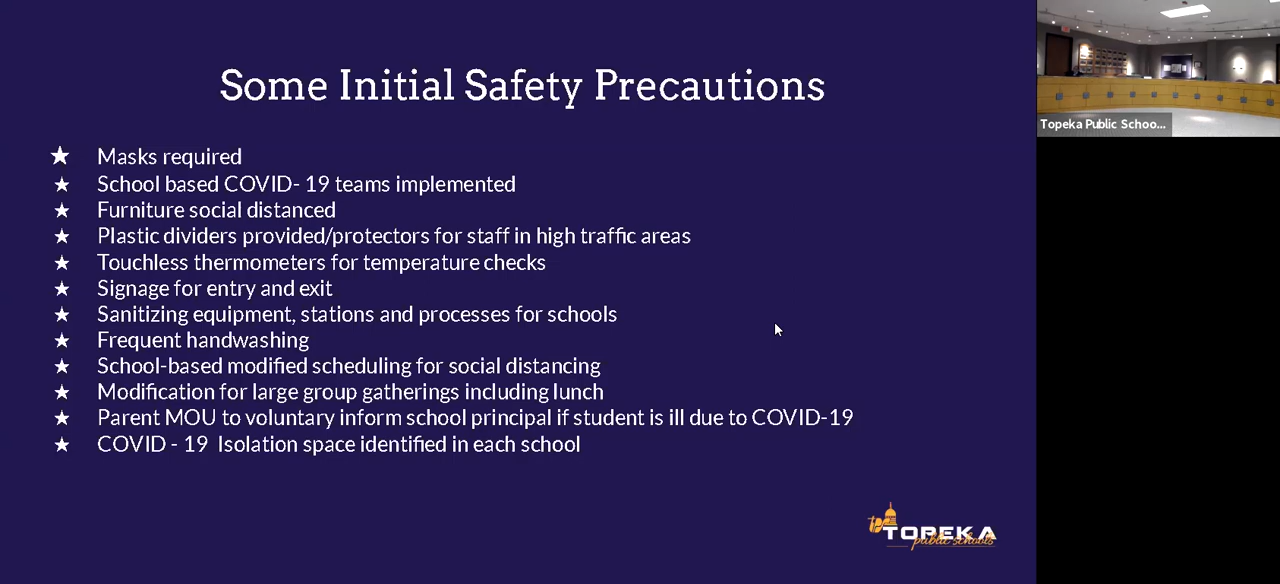 Some Initial Safety Precautions
Masks required
School based COVID- 19 teams implemented
Furniture social distanced
Plastic dividers provided/protectors for staff in high traffic areas
Touchless thermometers for temperature checks
Signage for entry and exit
Sanitizing equipment, stations and processes for schools
Frequent handwashing
School-based modified scheduling for social distancing
Modification for large group gatherings including lunch
Parent MOU to voluntary inform school principal if student is ill due to COVID-19
COVID - 19 Isolation space identified in each school
TOPEKA
public schools
Topeka Public Schoo...